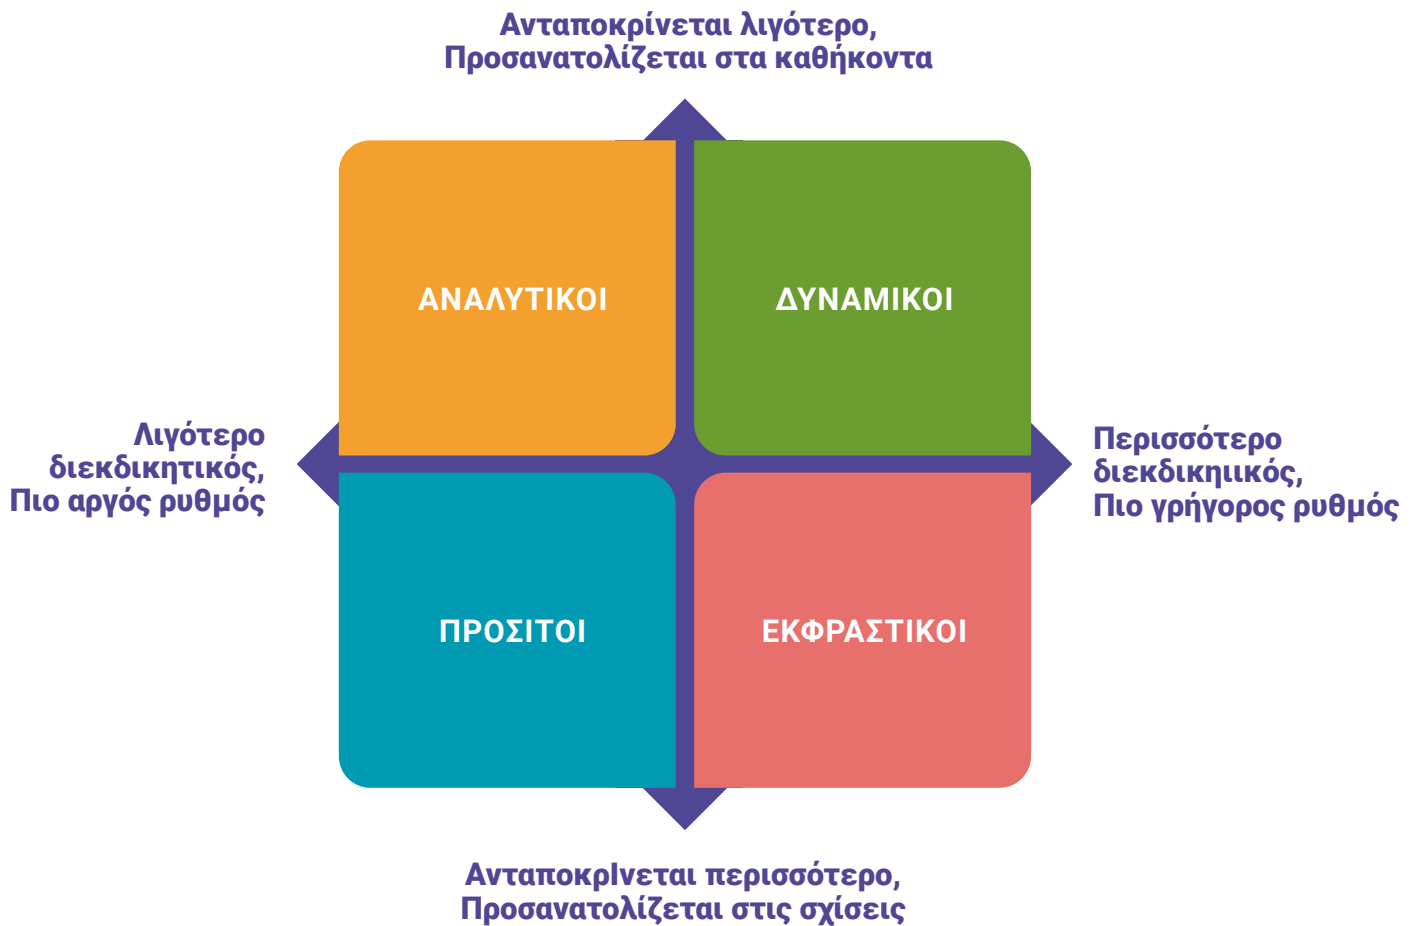 Ανταποκρίνεται λιγότερο,
Προσανατολίζεται στα καθήκοντα
ΑΝΑΛΥΤΙΚΟΙ
ΔΥΝΑΜΙΚΟΙ
Λιγότερο
διεκδικητικός,
Πιο αργός ρυθμός
Περισσότερο
διεκδικηιικός,
Πιο γρήγορος ρυθμός
ΠΡΟΣΙΤΟΙ
ΕΚΦΡΑΣΤΙΚΟΙ
ΑνταποκρΙνεται περισσότερο,
Προσανατολίζεται στις σχίσεις